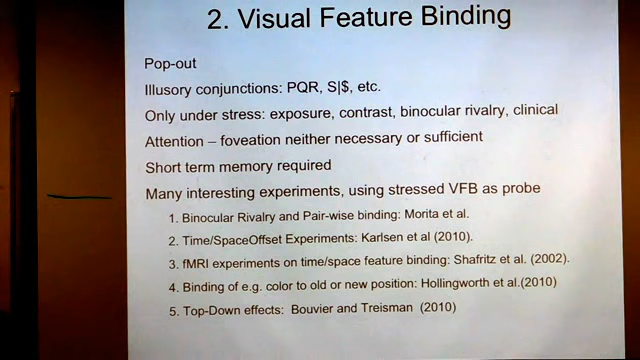 2. Visual Feature Binding
Pop-out
Illusory conjunctions: PQR, S|$, etc.
Only under stress: exposure, contrast, binocular rivalry, clinical
Attention – foveation neither necessary or sufficient
Short term memory required
Many interesting experiments, using stressed VFB as probe
1. Binocular Rivalry and Pair-wise binding: Morita et al.
2. Time/SpaceOffset Experiments: Karlsen et al (2010).
3. fMRI experiments on time/space feature binding: Shafritz et al. (2002).
4. Binding of e.g. color to old or new position: Hollingworth et al.(2010)
5. Top-Down effects: Bouvier and Treisman (2010)